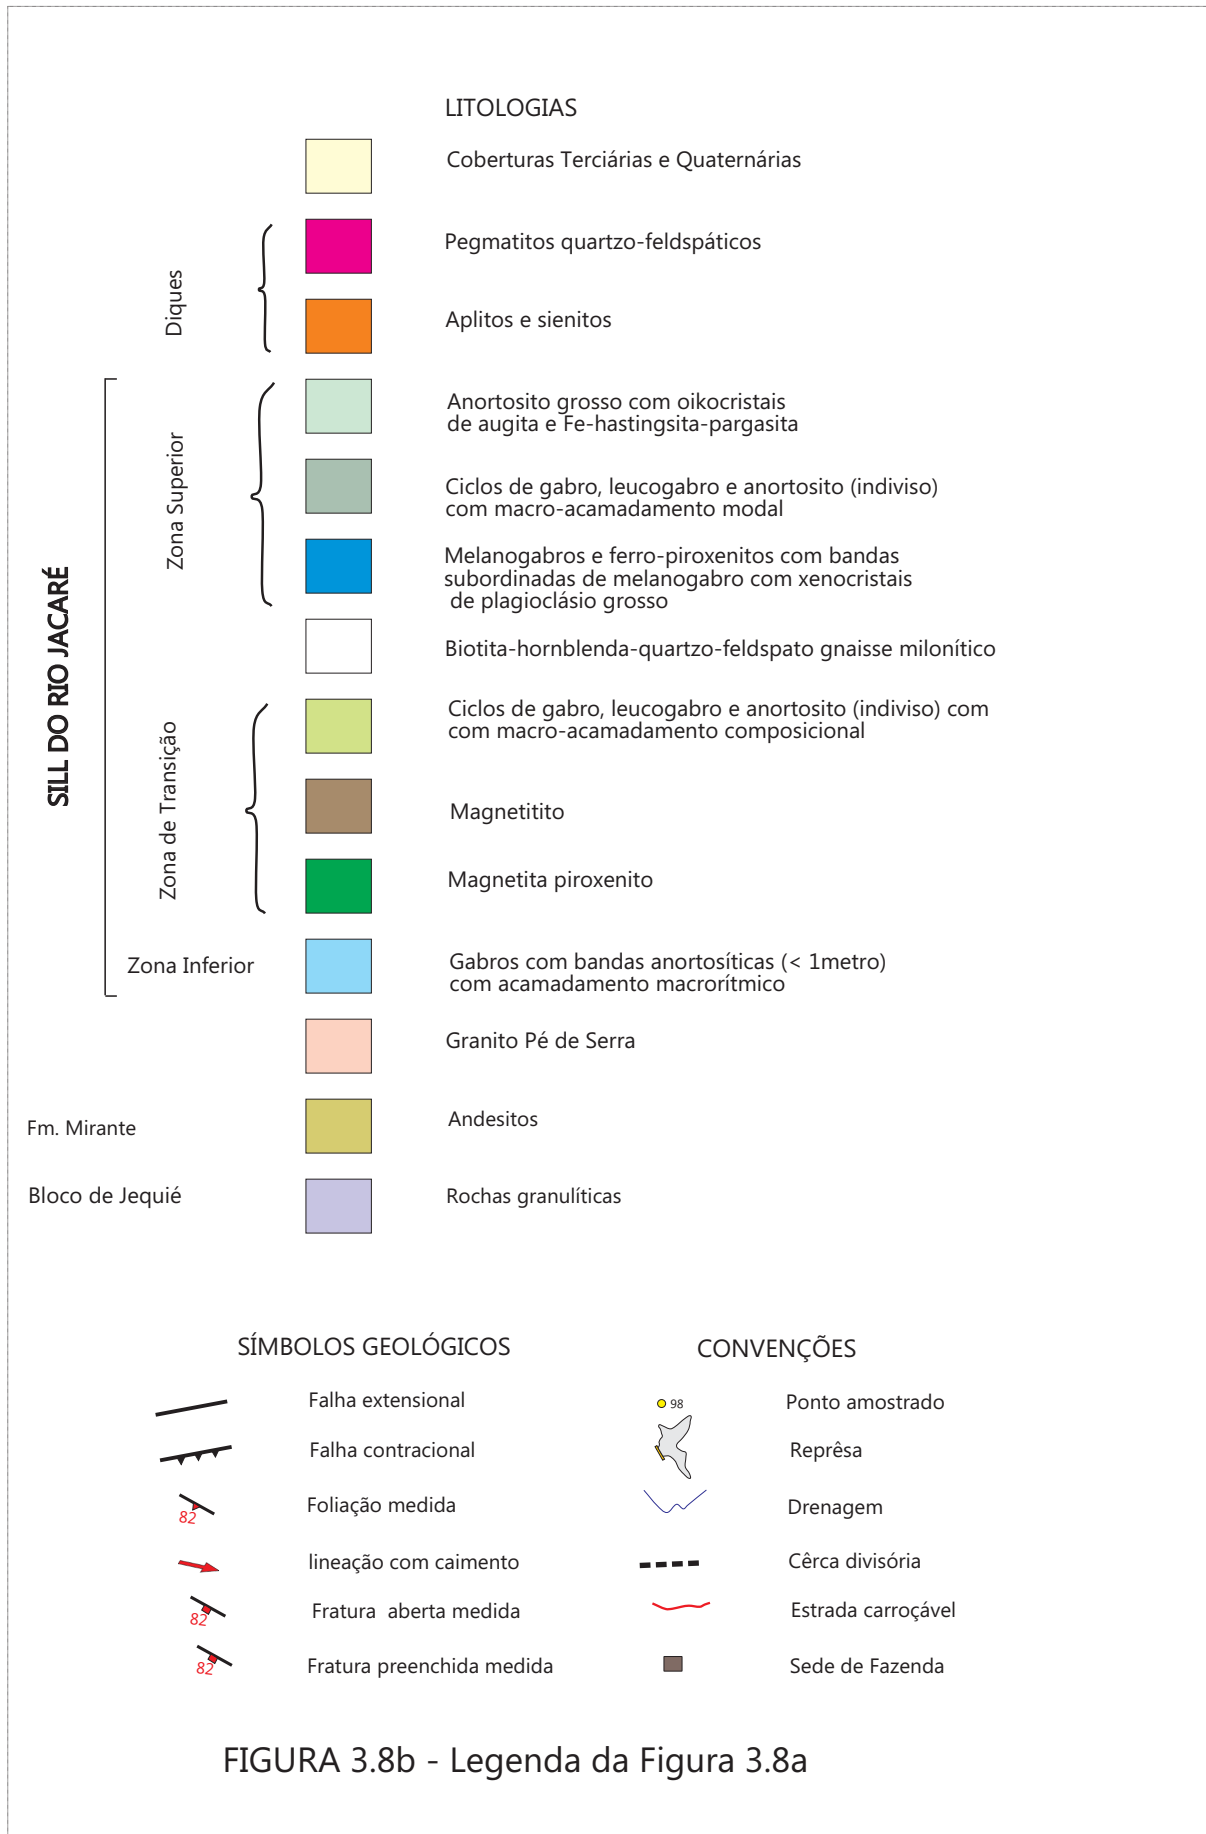 LITOLOGIAS
Coberturas Terciárias e Quaternárias
Diques
Pegmatitos quartzo-feldspáticos
Aplitos e sienitos
SILL DO RIO JACARÉ
Zona Superior
Anortosito grosso com oikocristais
de augita e Fe-hastingsita-pargasita
Ciclos de gabro, leucogabro e anortosito (indiviso)
com macro-acamadamento modal
Melanogabros e ferro-piroxenitos com bandas
subordinadas de melanogabro com xenocristais
de plagioclásio grosso
Biotita-hornblenda-quartzo-feldspato gnaisse milonítico
Zona de Transição
Ciclos de gabro, leucogabro e anortosito (indiviso) com
com macro-acamadamento composicional
Magnetitito
Magnetita piroxenito
Zona Inferior
Gabros com bandas anortosíticas (< 1metro)
com acamadamento macrorítmico
Granito Pé de Serra
Fm. Mirante
Andesitos
Bloco de Jequié
Rochas granulíticas
SÍMBOLOS GEOLÓGICOS
Falha extensional
Falha contracional
82
Foliação medida
lineação com caimento
82
Fratura aberta medida
82
Fratura preenchida medida
CONVENÇÕES
98
Ponto amostrado
Reprêsa
Drenagem
Cêrca divisória
Estrada carroçável
Sede de Fazenda
FIGURA 3.8b - Legenda da Figura 3.8a